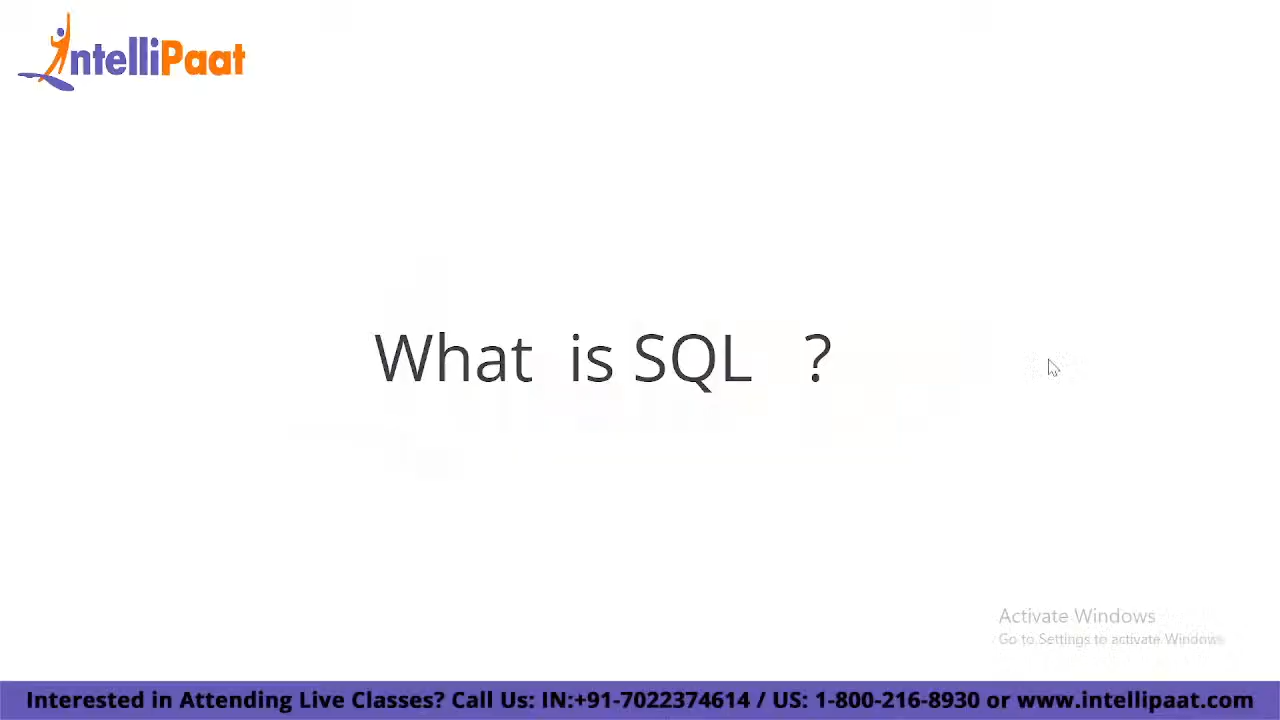 IntelliPaat
What is SQL ?
Activate Windows
Go to Settings to activate Windows
Interested in Attending Live Classes? Call Us: IN:+91-7022374614 / US: 1-800-216-8930 or www.intellipaat.com